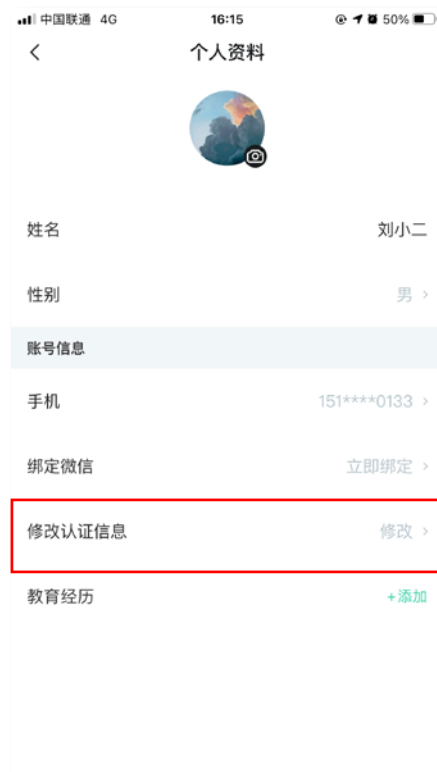 中国联通 4G 16:15 50%
个人资料
姓名 刘小二
性别 男
账号信息
手机 151****0133
绑定微信 立即绑定
修改认证信息 修改
教育经历 +添加